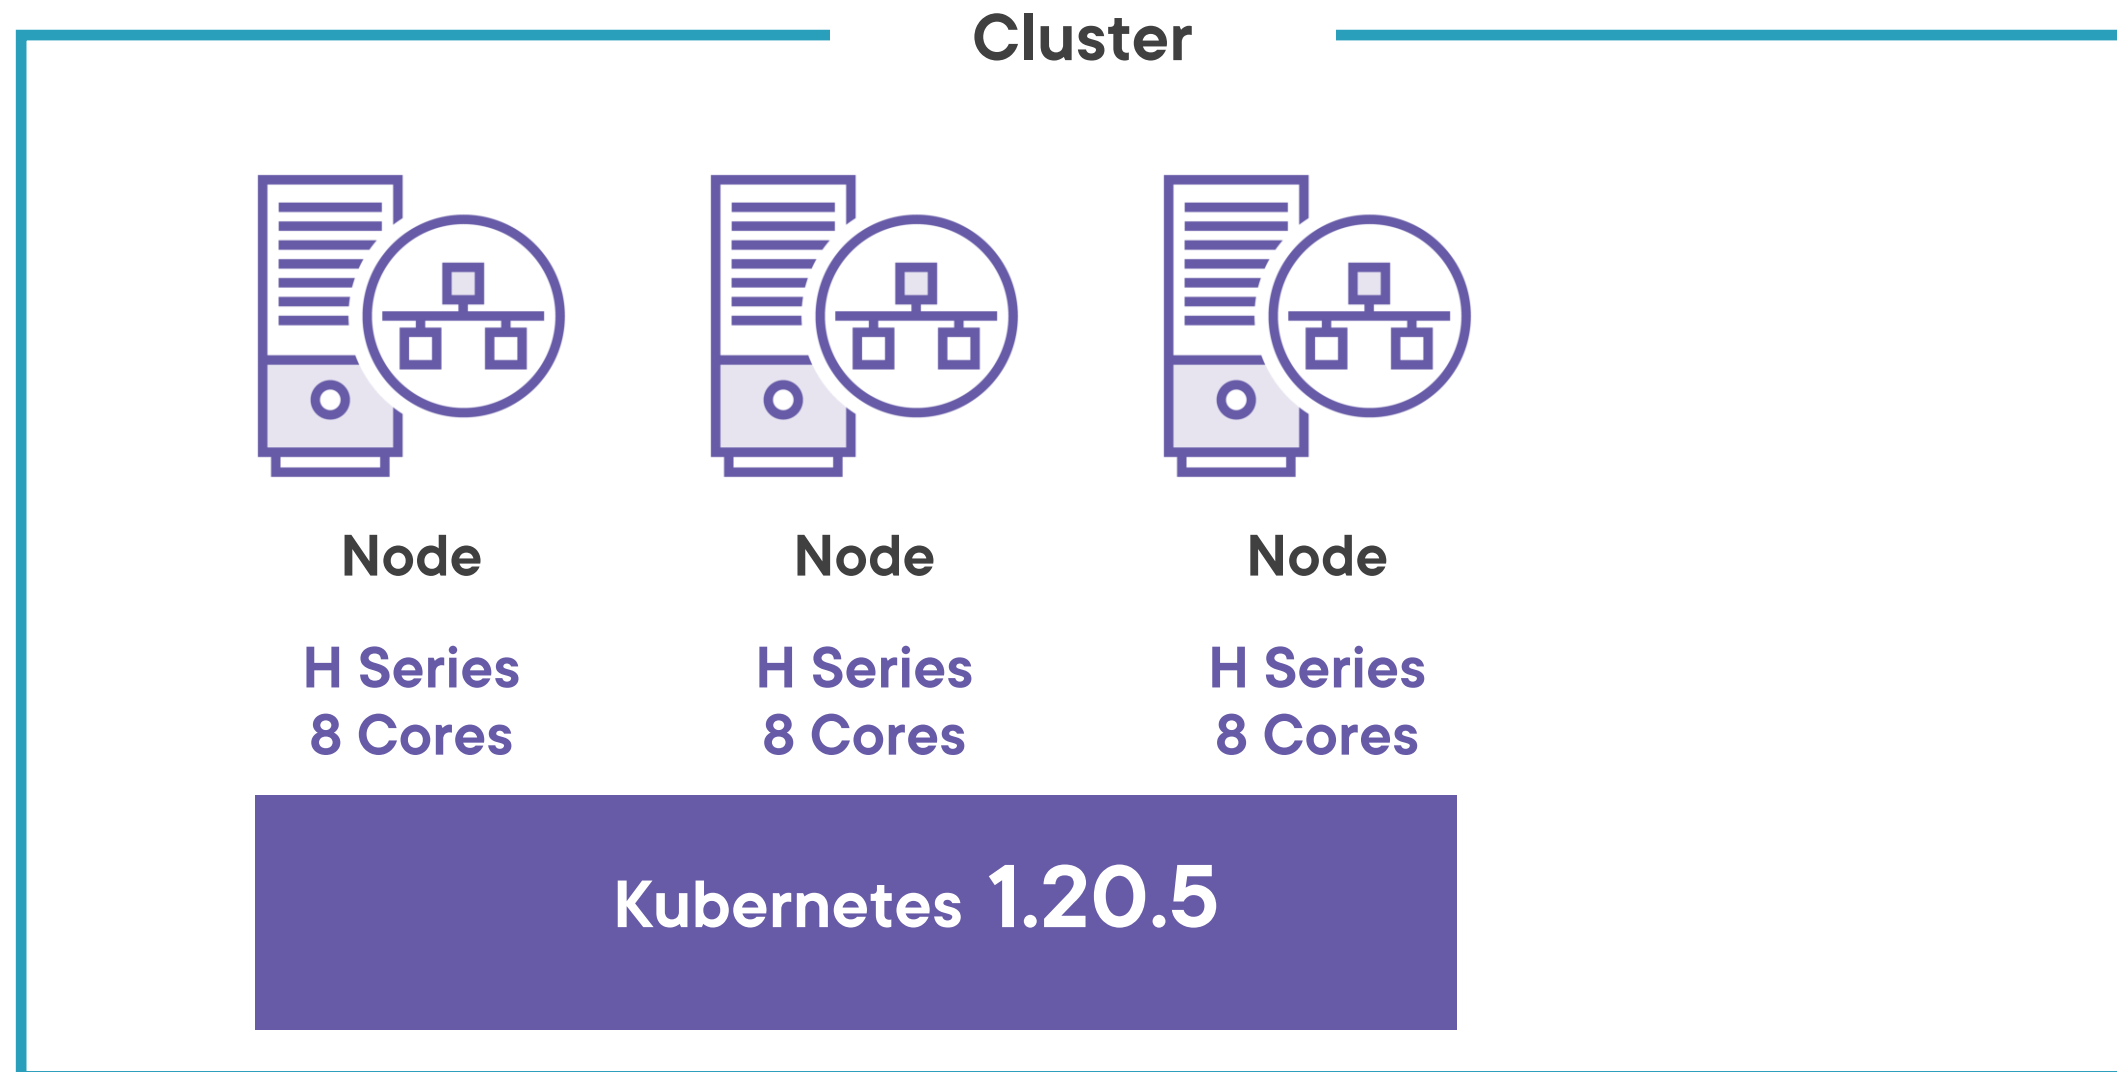 Cluster
Node
Node
Node
H Series
8 Cores
H Series
8 Cores
H Series
8 Cores
Kubernetes 1.20.5